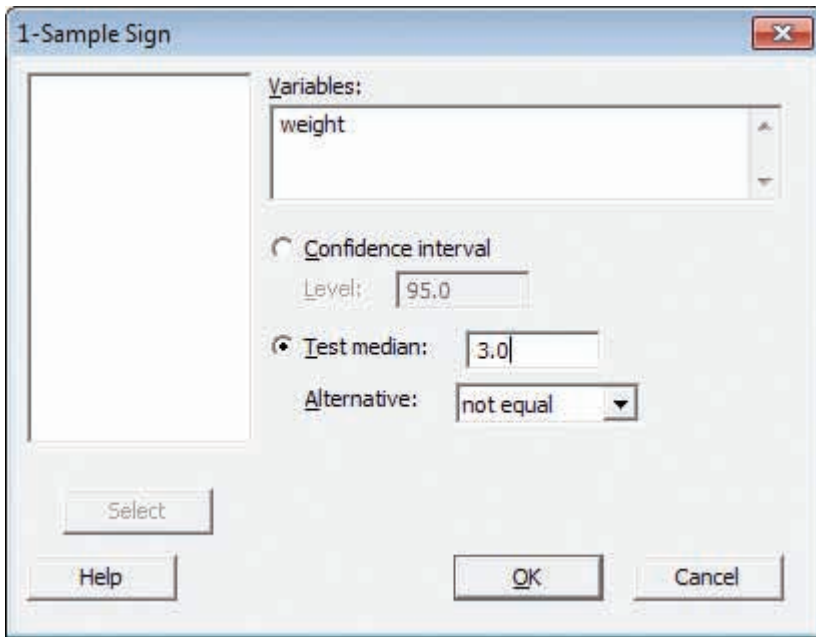 1-Sample Sign
Variables:
weight
Confidence interval
Level: 95.0
Test median: 3.0
Alternative: not equal
Select
Help OK Cancel